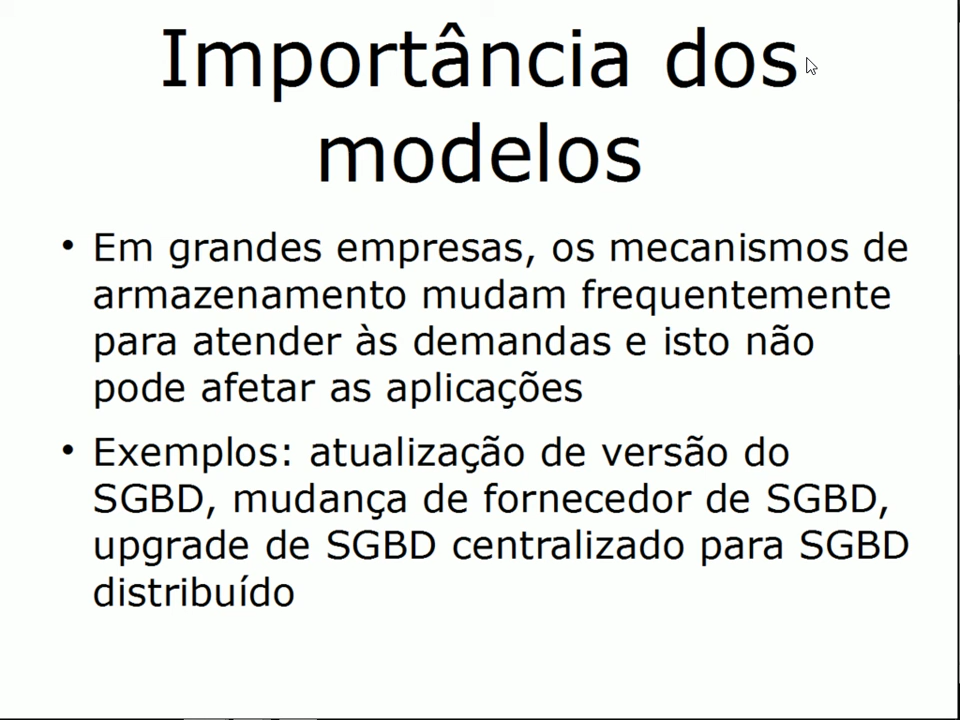 Importância dos
modelos
• Em grandes empresas, os mecanismos de
armazenamento mudam frequentemente
para atender às demandas e isto não
pode afetar as aplicações
• Exemplos: atualização de versão do
SGBD, mudança de fornecedor de SGBD,
upgrade de SGBD centralizado para SGBD
distribuído